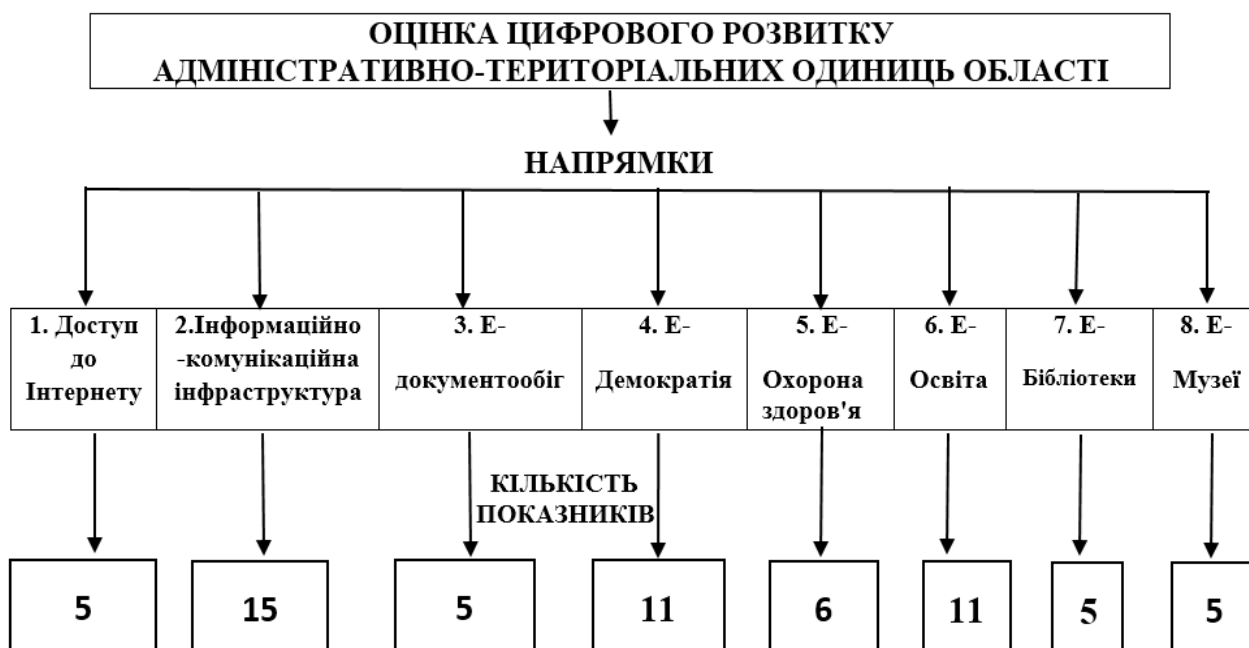 ОЦІНКА ЦИФРОВОГО РОЗВИТКУ
АДМІНІСТРАТИВНО-ТЕРИТОРІАЛЬНИХ ОДИНИЦЬ ОБЛАСТІ
НАПРЯМКИ
1. Доступ
до
Інтернету
2.Інформаційно
-комунікаційна
інфраструктура
3. Е-
документообіг
4. Е-
Демократія
5. Е-
Охорона
здоров'я
6. Е-
Освіта
7. Е-
Бібліотеки
8. Е-
Музеї
КІЛЬКІСТЬ
ПОКАЗНИКІВ
5
15
5
11
6
11
5
5